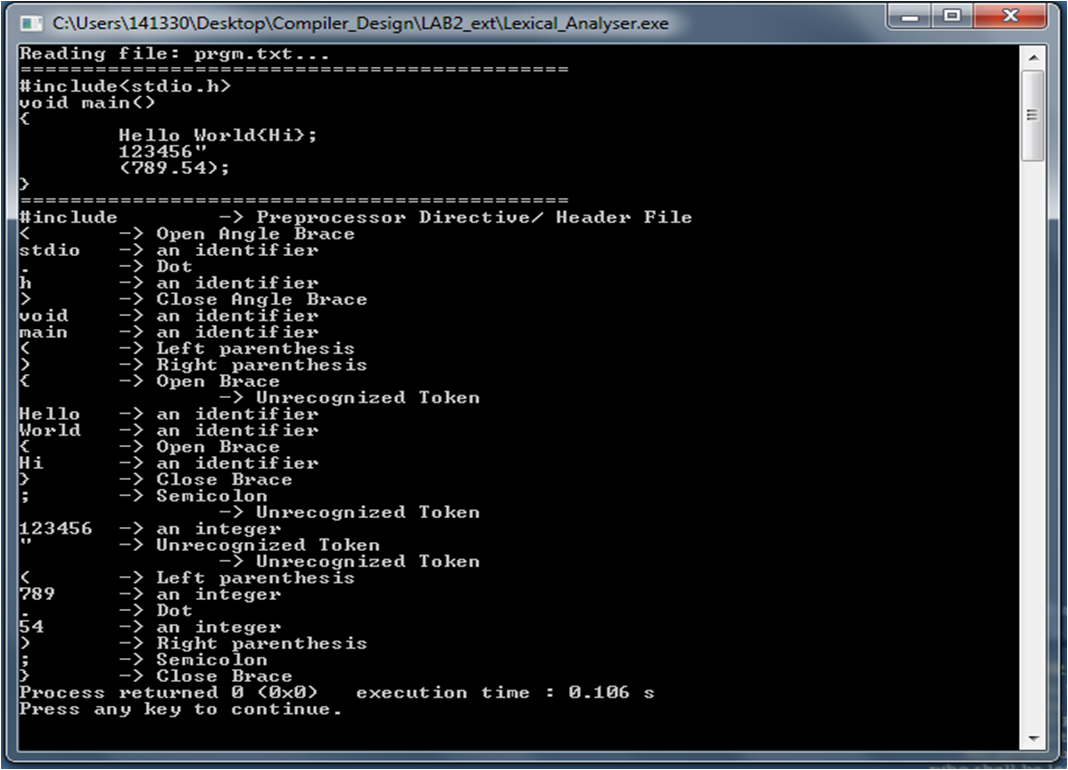 C:\Users\141330\Desktop\Compiler_Design\LAB2_ext\Lexical_Analyser.exe
Reading file: prgm.txt...
============================================
#include<stdio.h>
void main()
{
        Hello World{Hi};
        123456"
        (789.54);
}
============================================
#include        -> Preprocessor Directive/ Header File
<       -> Open Angle Brace
stdio   -> an identifier
.       -> Dot
h       -> an identifier
>       -> Close Angle Brace
void    -> an identifier
main    -> an identifier
(       -> Left parenthesis
)       -> Right parenthesis
{       -> Open Brace
                -> Unrecognized Token
Hello   -> an identifier
World   -> an identifier
{       -> Open Brace
Hi      -> an identifier
}       -> Close Brace
;       -> Semicolon
                -> Unrecognized Token
123456  -> an integer
"       -> Unrecognized Token
                -> Unrecognized Token
(       -> Left parenthesis
789     -> an integer
.       -> Dot
54      -> an integer
)       -> Right parenthesis
;       -> Semicolon
}       -> Close Brace
Process returned 0 (0x0)   execution time : 0.106 s
Press any key to continue.